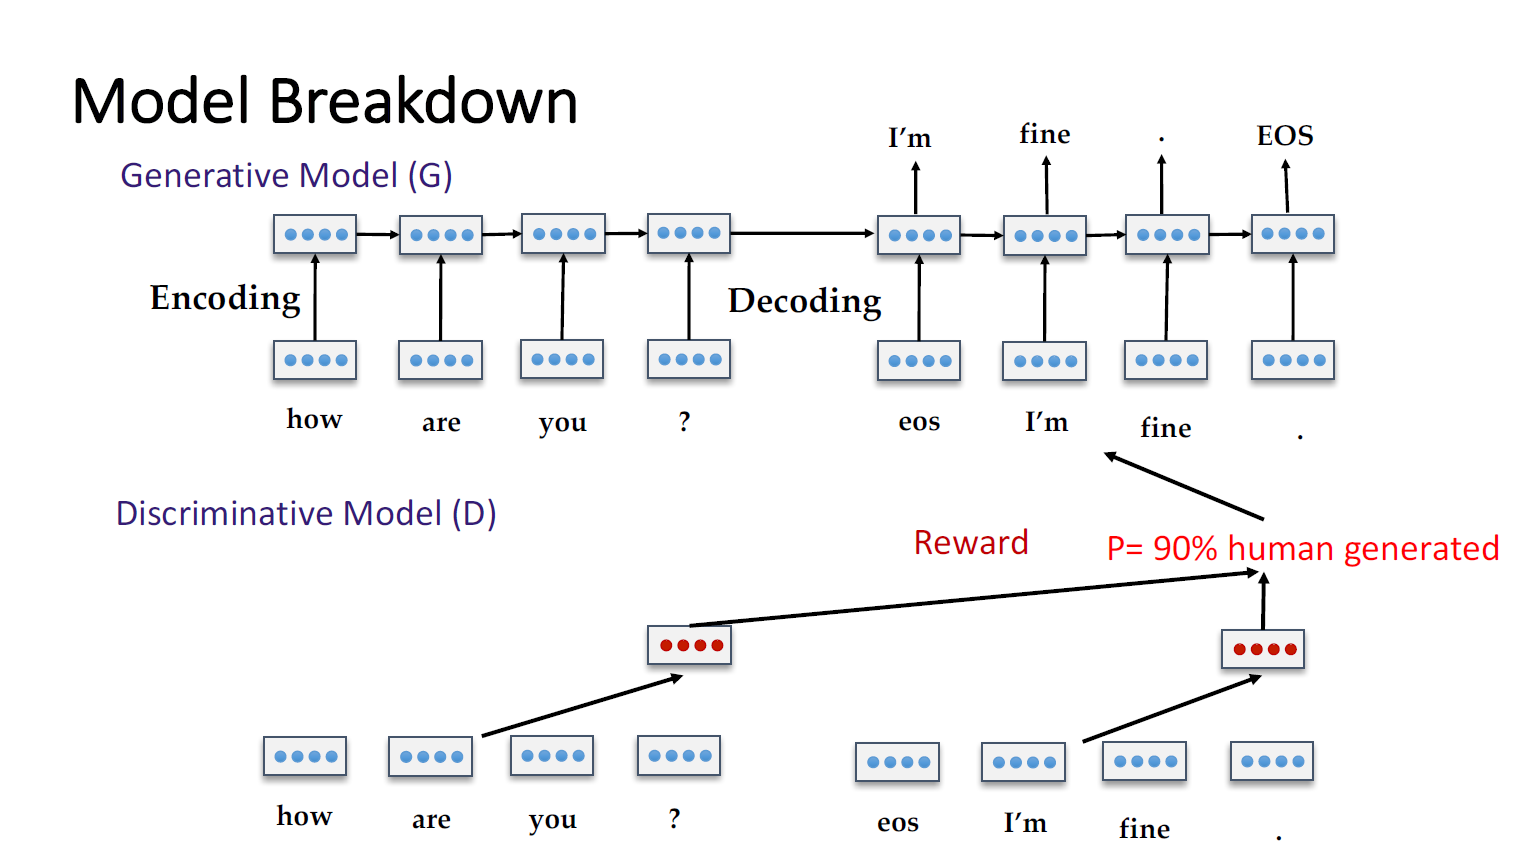 Model Breakdown
Generative Model (G)
I'm fine . EOS
Encoding
Decoding
how are you ? eos I'm fine .
Discriminative Model (D)
Reward
P= 90% human generated
how are you ? eos I'm fine .